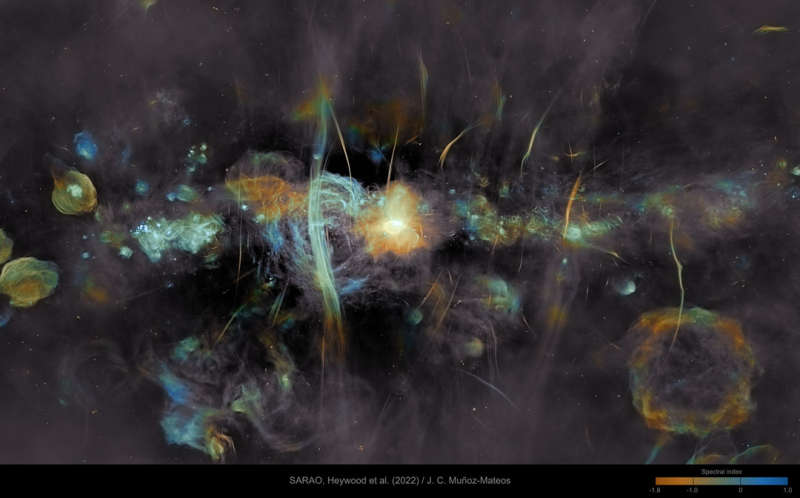 SARAO, Heywood et al. (2022) / J. C. Muñoz-Mateos
Spectral index
-1.8 -1.0 0 1.0